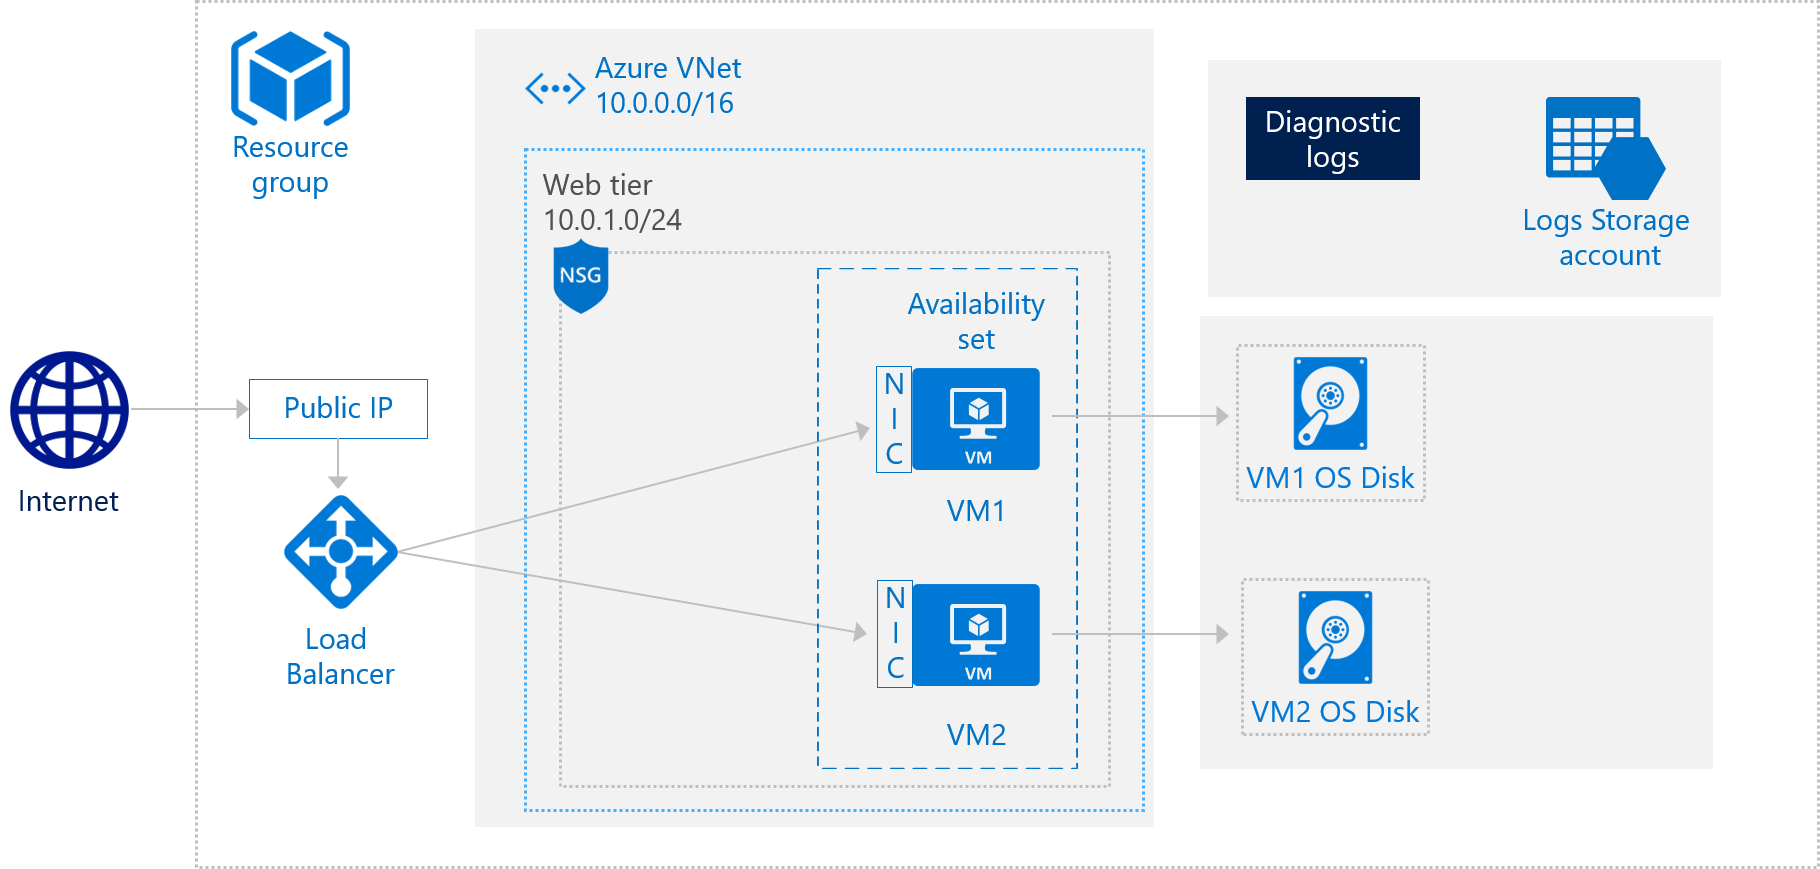 Resource
group
Azure VNet
10.0.0.0/16
Web tier
10.0.1.0/24
NSG
Availability
set
N
I
C
VM
VM1
N
I
C
VM
VM2
Internet
Public IP
Load
Balancer
Diagnostic
logs
Logs Storage
account
VM1 OS Disk
VM2 OS Disk